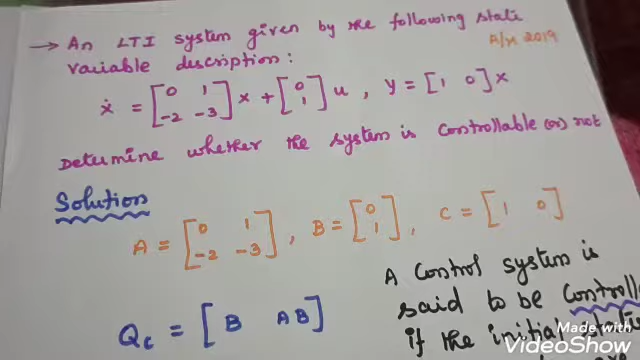 → An LTI system given by the following state
A/M 2019
variable description:
ẋ = [0 1; -2 -3] x + [0; 1] u, y = [1 0] x
Determine whether the system is controllable (or) not
Solution
A = [0 1; -2 -3], B = [0; 1], C = [1 0]
A control system is
said to be Controlla
if the initial
Qc = [B AB]
Made with
VideoShow